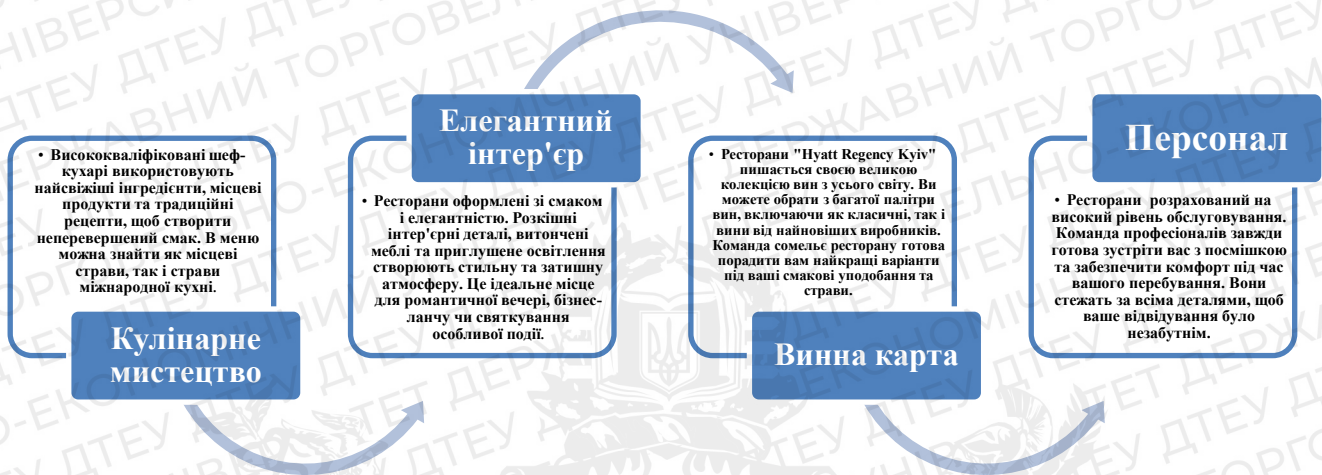 • Висококваліфіковані шеф-
кухарі використовують
найсвіжіші інгредієнти, місцеві
продукти та традиційні
рецепти, щоб створити
неперевершений смак. В меню
можна знайти як місцеві
страви, так і страви
міжнародної кухні.
Кулінарне
мистецтво
Елегантний
інтер'єр
• Ресторани оформлені зі смаком
і елегантністю. Розкішні
інтер'єрні деталі, витончені
меблі та приглушене освітлення
створюють стильну та затишну
атмосферу. Це ідеальне місце
для романтичної вечері, бізнес-
ланчу чи святкування
особливої події.
• Ресторани "Hyatt Regency Kyiv"
пишається своєю великою
колекцією вин з усього світу. Ви
можете обрати з багатої палітри
вин, включаючи як класичні, так і
вини від найновіших виробників.
Команда сомельє ресторану готова
порадити вам найкращі варіанти
під ваші смакові уподобання та
страви.
Винна карта
Персонал
• Ресторани розрахований на
високий рівень обслуговування.
Команда професіоналів завжди
готова зустріти вас з посмішкою
та забезпечити комфорт під час
вашого перебування. Вони
стежать за всіма деталями, щоб
ваше відвідування було
незабутнім.